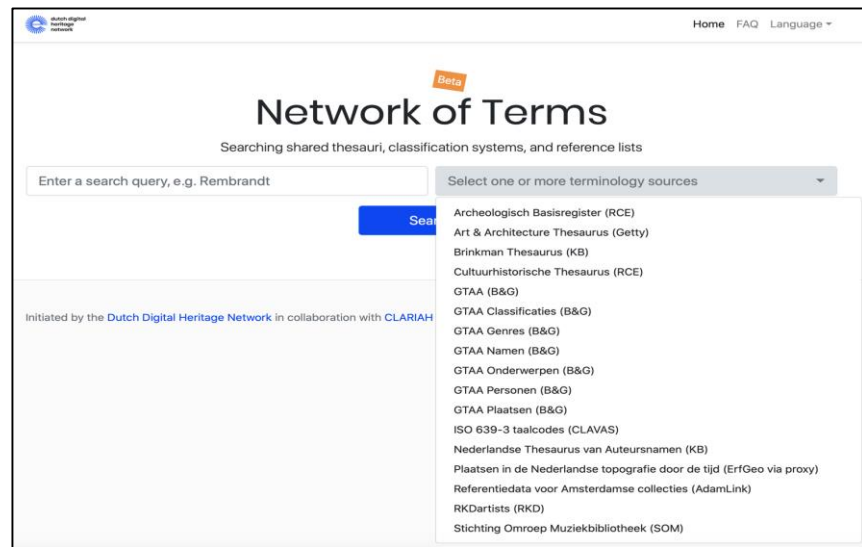 dutch digital
heritage
network
Home FAQ Language
Beta
Network of Terms
Searching shared thesauri, classification systems, and reference lists
Enter a search query, e.g. Rembrandt
Select one or more terminology sources
Sear
Archeologisch Basisregister (RCE)
Art & Architecture Thesaurus (Getty)
Brinkman Thesaurus (KB)
Cultuurhistorische Thesaurus (RCE)
GTAA (B&G)
GTAA Classificaties (B&G)
GTAA Genres (B&G)
GTAA Namen (B&G)
GTAA Onderwerpen (B&G)
GTAA Personen (B&G)
GTAA Plaatsen (B&G)
ISO 639-3 taalcodes (CLAVAS)
Nederlandse Thesaurus van Auteursnamen (KB)
Plaatsen in de Nederlandse topografie door de tijd (ErfGeo via proxy)
Referentiedata voor Amsterdamse collecties (AdamLink)
RKDartists (RKD)
Stichting Omroep Muziekbibliotheek (SOM)
Initiated by the Dutch Digital Heritage Network in collaboration with CLARIAH